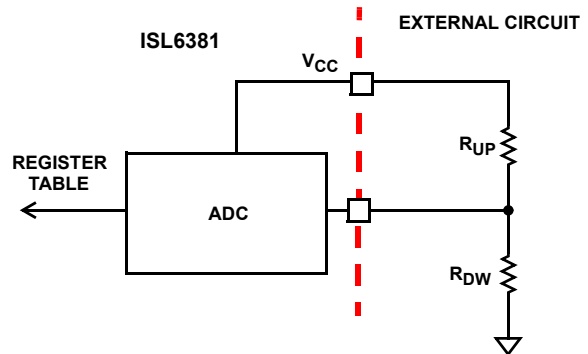 ISL6381
EXTERNAL CIRCUIT
VCC
REGISTER
TABLE
ADC
RUP
RDW